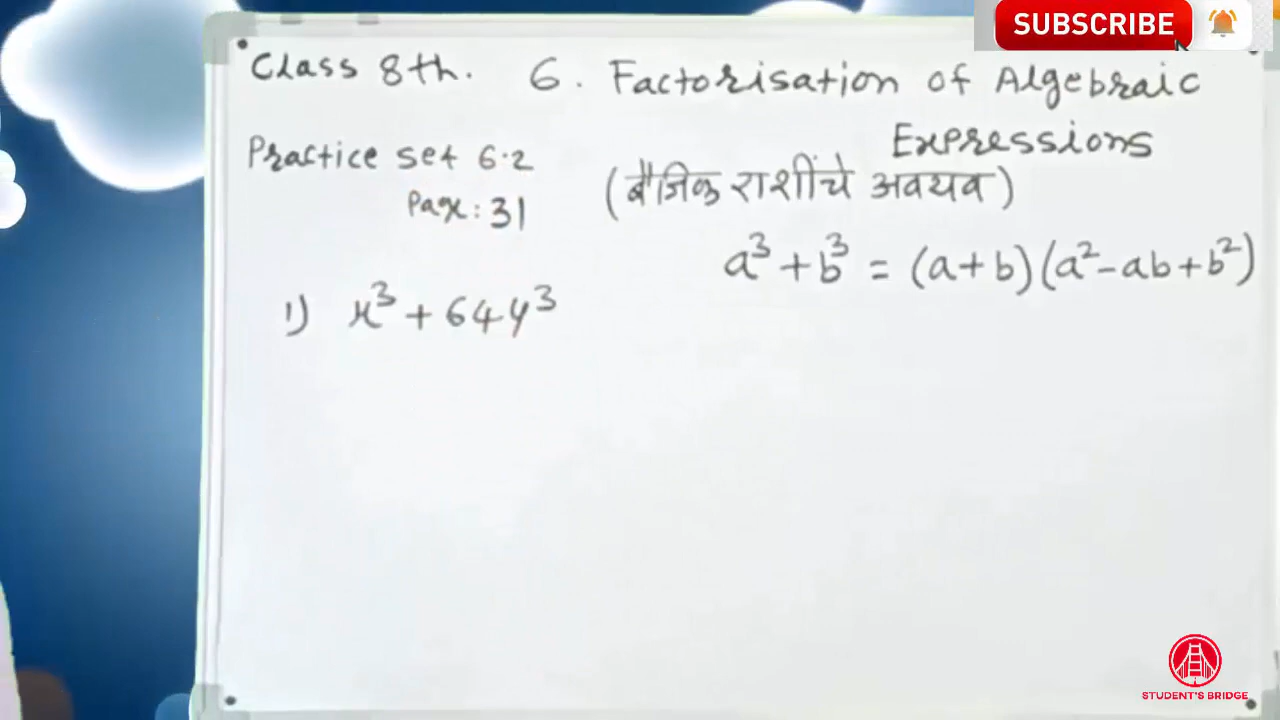 SUBSCRIBE
Class 8th. 6. Factorisation of Algebraic
Expressions
Practice set 6.2
(बैजिक राशींचे अवयव)
Page: 31
a³ + b³ = (a+b)(a²-ab+b²)
1) x³ + 64y³
STUDENT'S BRIDGE